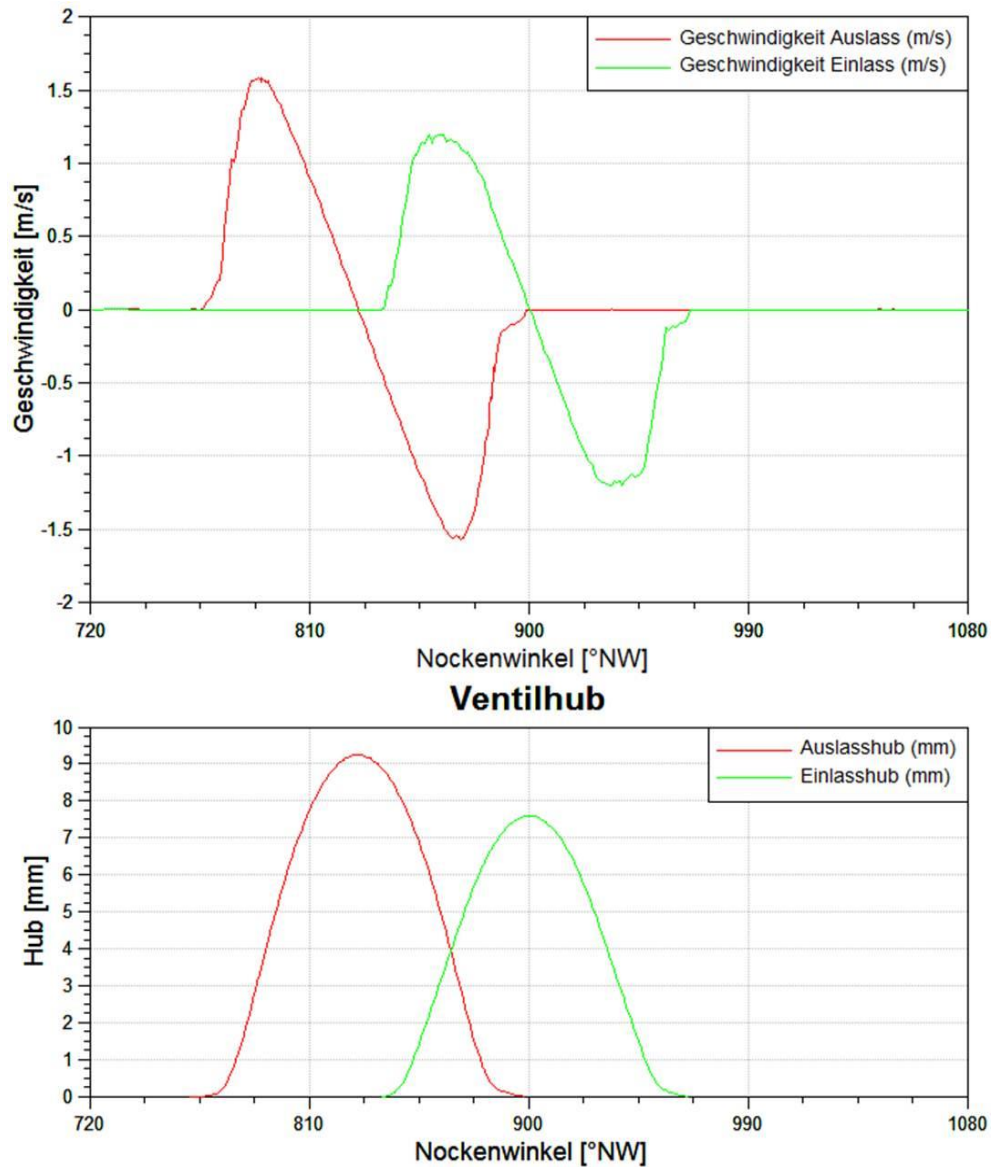 2
Geschwindigkeit Auslass (m/s)
Geschwindigkeit Einlass (m/s)
1.5
1
0.5
0
-0.5
-1
-1.5
-2
Geschwindigkeit [m/s]
720 810 900 990 1080
Nockenwinkel [°NW]
Ventilhub
10
Auslasshub (mm)
Einlasshub (mm)
9
8
7
6
5
4
3
2
1
0
Hub [mm]
720 810 900 990 1080
Nockenwinkel [°NW]